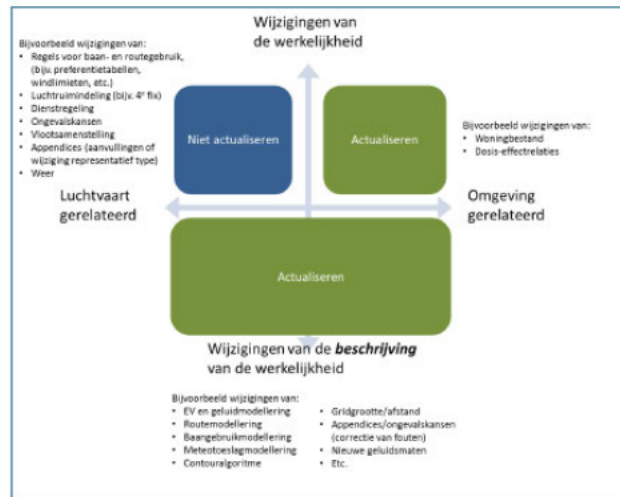 Wijzigingen van
de werkelijkheid
Bijvoorbeeld wijzigingen van:
• Regels voor baan- en routegebruik,
(bijv. preferentietabellen,
windlimieten, etc.)
• Luchtruimindeling (bijv. 4e fix)
• Dienstregeling
• Ongevalskansen
• Vlootsamenstelling
• Appendices (aanvullingen of
wijziging representatief type)
• Weer
Niet actualiseren
Actualiseren
Bijvoorbeeld wijzigingen van:
• Woningbestand
• Dosis-effectrelaties
Luchtvaart
gerelateerd
Omgeving
gerelateerd
Actualiseren
Wijzigingen van de beschrijving
van de werkelijkheid
Bijvoorbeeld wijzigingen van:
• EV en geluidmodellering
• Routemodellering
• Baangebruikmodellering
• Meteotoeslagmodellering
• Contouralgoritme
• Gridgrootte/afstand
• Appendices/ongevalskansen
(correctie van fouten)
• Nieuwe geluidsmaten
• Etc.